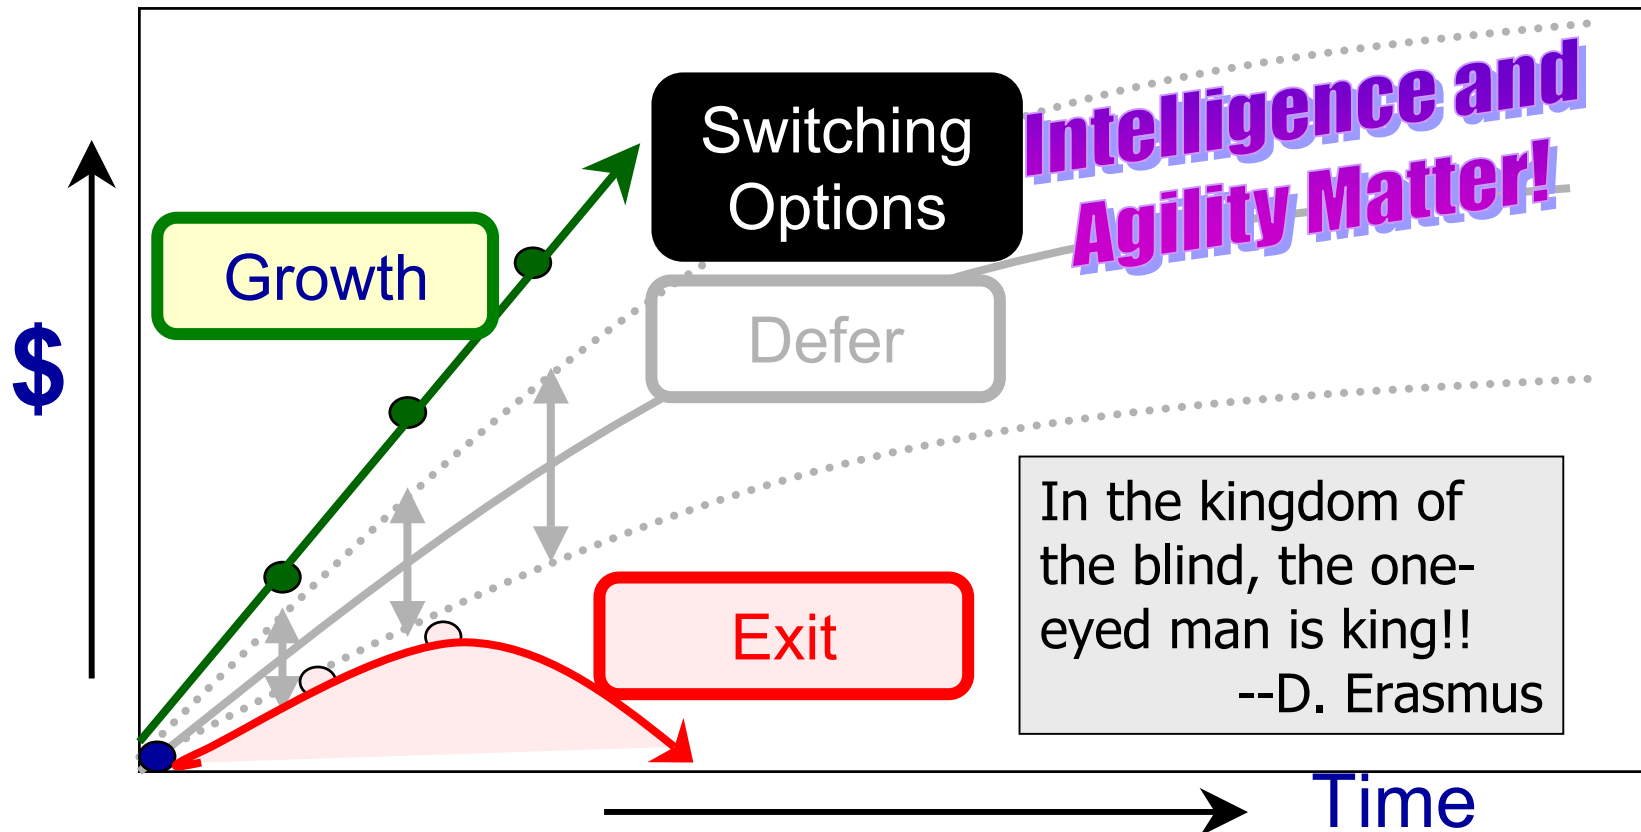 Switching
Options
Intelligence and
Agility Matter!
Growth
Defer
$
In the kingdom of
the blind, the one-
eyed man is king!!
--D. Erasmus
Exit
Time